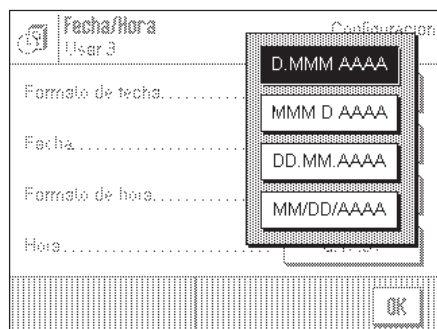 Fecha/Hora
Configuracion
User 3
D.MMM AAAA
Formato de fecha
MMM D AAAA
Fecha
DD.MM.AAAA
Formato de hora
MM/DD/AAAA
Hora
OK